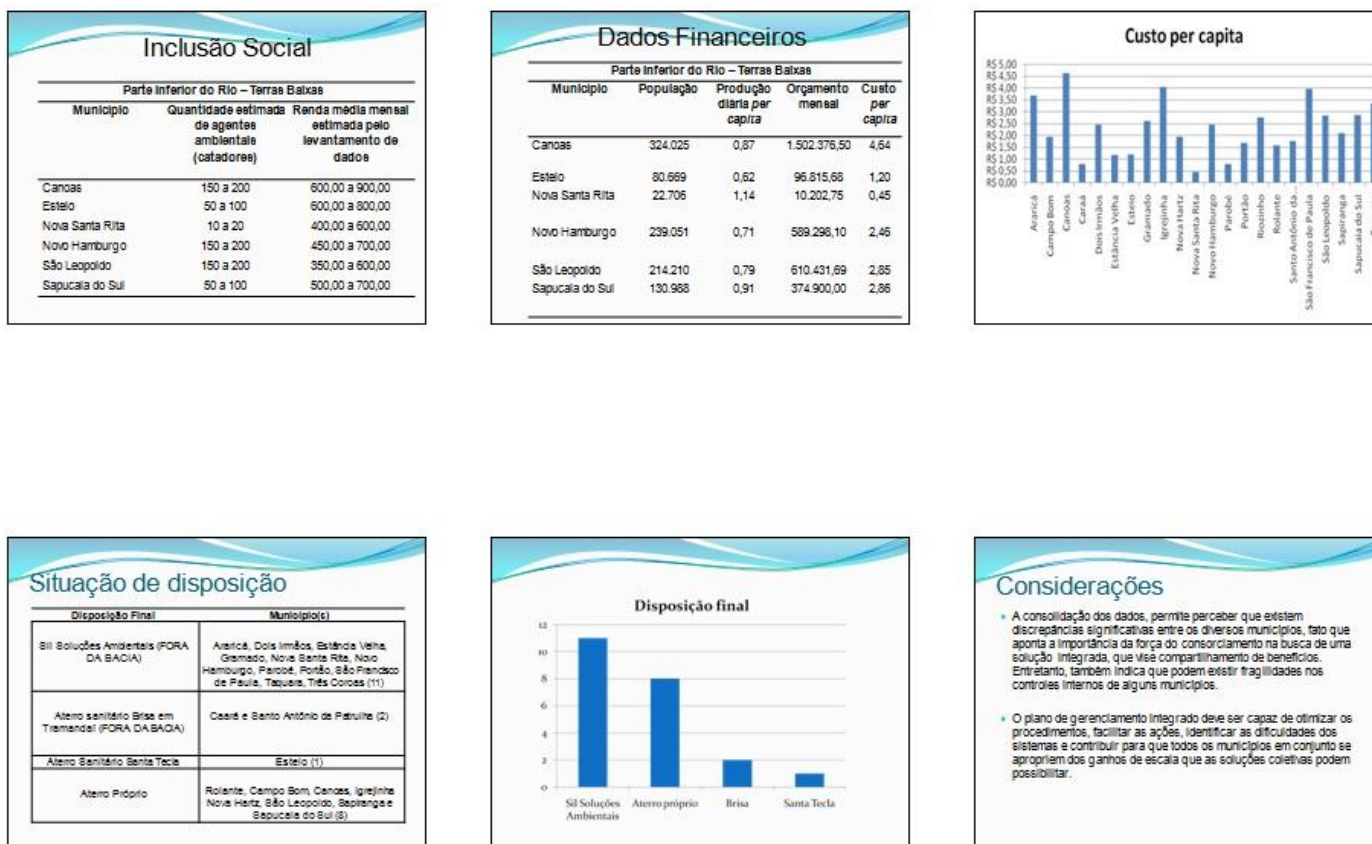 Inclusão Social
Parte Inferior do Rio – Terras Baixas
Município Quantidade estimada de agentes ambientais (catadores) Renda média mensal estimada pelo levantamento de dados
Canoas 150 a 200 600,00 a 900,00
Esteio 50 a 100 600,00 a 800,00
Nova Santa Rita 10 a 20 400,00 a 600,00
Novo Hamburgo 150 a 200 450,00 a 700,00
São Leopoldo 150 a 200 350,00 a 600,00
Sapucaia do Sul 50 a 100 500,00 a 700,00
Dados Financeiros
Parte Inferior do Rio – Terras Baixas
Município População Produção diária per capita Orçamento mensal Custo per capita
Canoas 324.025 0,87 1.502.376,50 4,64
Esteio 80.669 0,62 96.815,68 1,20
Nova Santa Rita 22.706 1,14 10.202,75 0,45
Novo Hamburgo 239.051 0,71 589.298,10 2,46
São Leopoldo 214.210 0,79 610.431,69 2,85
Sapucaia do Sul 130.988 0,91 374.900,00 2,86
Custo per capita
R$ 5,00
R$ 4,50
R$ 4,00
R$ 3,50
R$ 3,00
R$ 2,50
R$ 2,00
R$ 1,50
R$ 1,00
R$ 0,50
R$ 0,00
Araricá
Campo Bom
Canoas
Caraá
Dois Irmãos
Estância Velha
Esteio
Gramado
Igrejinha
Nova Hartz
Nova Santa Rita
Novo Hamburgo
Parobé
Portão
Riozinho
Rolante
Santo Antônio da...
São Francisco de Paula
São Leopoldo
Sapiranga
Sapucaia do Sul
Situação de disposição
Disposição Final Município(s)
Sil Soluções Ambientais (FORA DA BACIA)
Araricá, Dois Irmãos, Estância Velha,
Gramado, Nova Santa Rita, Novo
Hamburgo, Parobé, Portão, São Francisco
de Paula, Taquara, Três Coroas (11)
Aterro sanitário Brisa em Tramandaí (FORA DA BACIA)
Caará e Santo Antônio da Patrulha (2)
Aterro Sanitário Santa Tecla Esteio (1)
Aterro Próprio
Rolante, Campo Bom, Canoas, Igrejinha
Nova Hartz, São Leopoldo, Sapiranga e
Sapucaia do Sul (8)
Disposição final
12
10
8
6
4
2
0
Sil Soluções Ambientais
Aterro próprio
Brisa
Santa Tecla
Considerações
A consolidação dos dados, permite perceber que existem
discrepâncias significativas entre os diversos municípios, fato que
aponta a importância da força do consorciamento na busca de uma
solução integrada, que vise compartilhamento de benefícios.
Entretanto, também indica que podem existir fragilidades nos
controles internos de alguns municípios.
O plano de gerenciamento integrado deve ser capaz de otimizar os
procedimentos, facilitar as ações, identificar as dificuldades dos
sistemas e contribuir para que todos os municípios em conjunto se
apropriem dos ganhos de escala que as soluções coletivas podem
possibilitar.